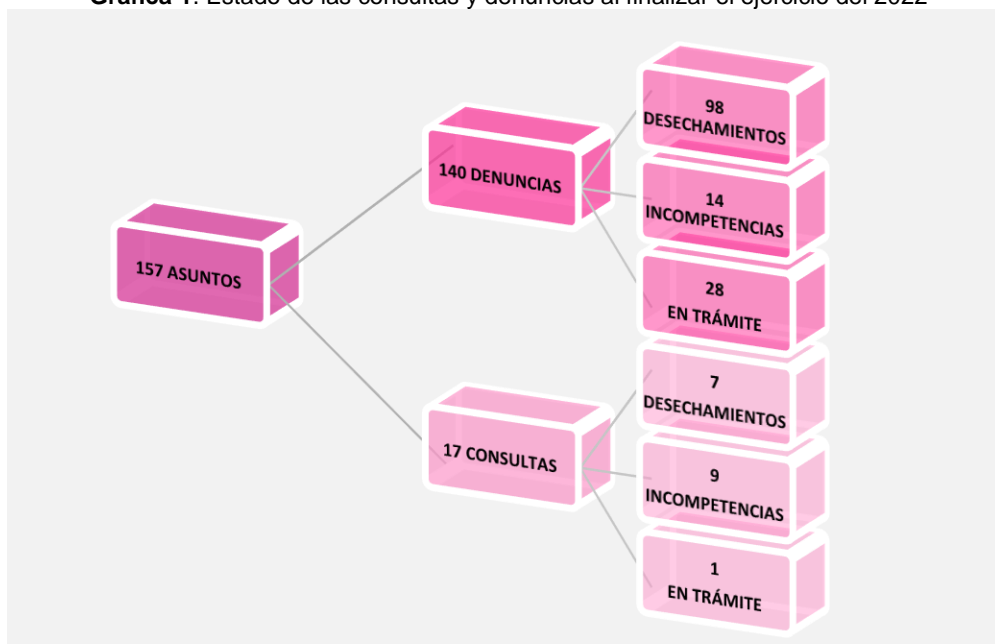 Gráfica 1. Estado de las consultas y denuncias al finalizar el ejercicio del 2022
157 ASUNTOS
140 DENUNCIAS
98
DESECHAMIENTOS
14
INCOMPETENCIAS
28
EN TRÁMITE
17 CONSULTAS
7
DESECHAMIENTOS
9
INCOMPETENCIAS
1
EN TRÁMITE